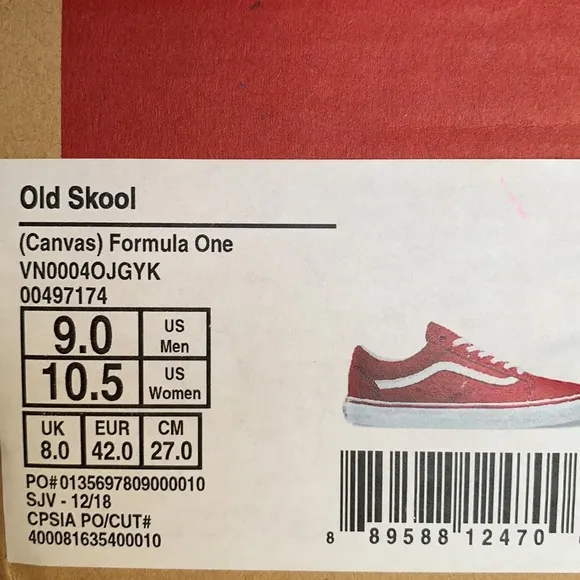 Old Skool
(Canvas) Formula One
VN0004OJGYK
00497174
9.0 US Men
10.5 US Women
UK EUR CM
8.0 42.0 27.0
PO# 0135697809000010
SJV - 12/18
CPSIA PO/CUT#
400081635400010
8 89588 12470